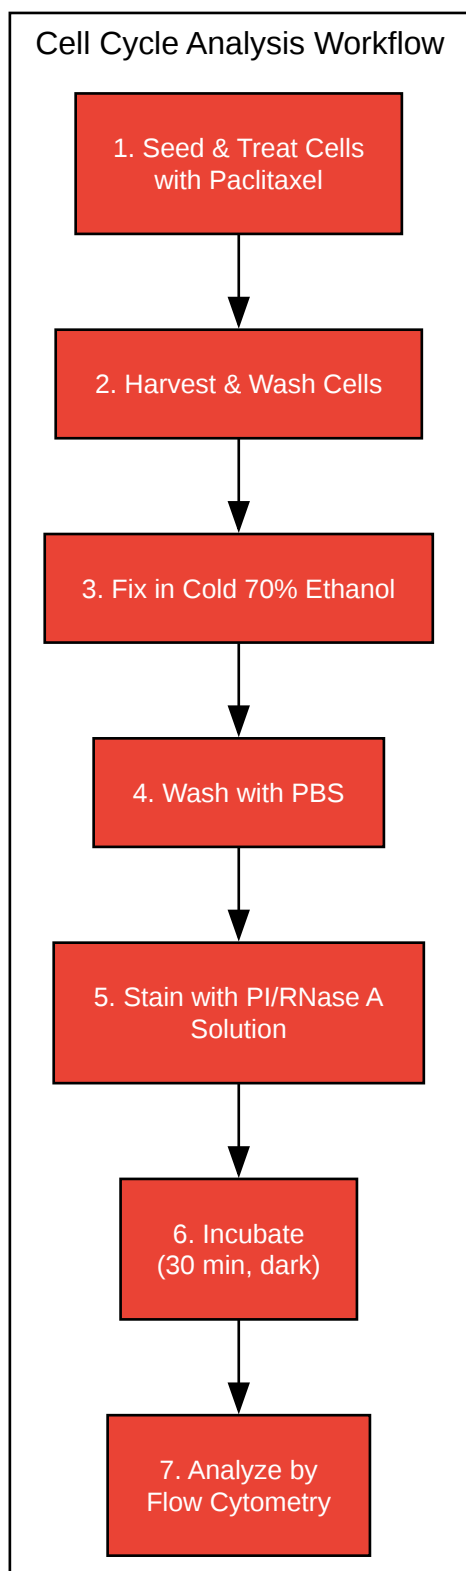 Cell Cycle Analysis Workflow
1. Seed & Treat Cells
with Paclitaxel
2. Harvest & Wash Cells
3. Fix in Cold 70% Ethanol
4. Wash with PBS
5. Stain with PI/RNase A
Solution
6. Incubate
(30 min, dark)
7. Analyze by
Flow Cytometry